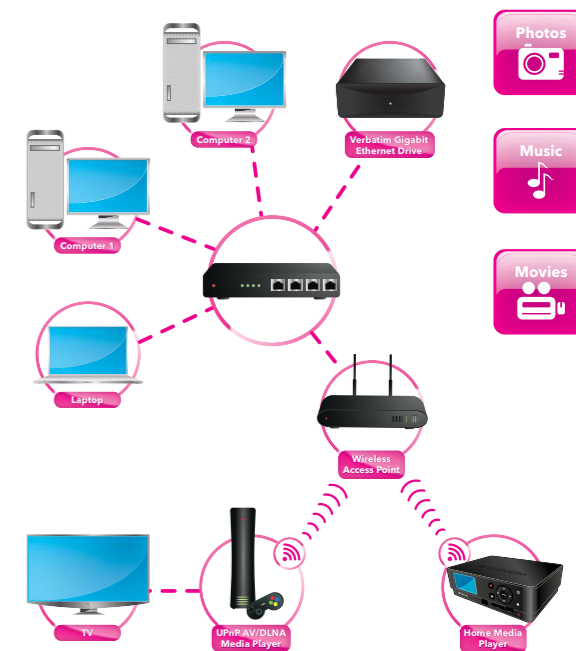 Photos
Computer 2
Verbatim Gigabit
Ethernet Drive
Music
Computer 1
Movies
Laptop
Wireless
Access Point
TV
UPnP AV/DLNA
Media Player
Home Media
Player